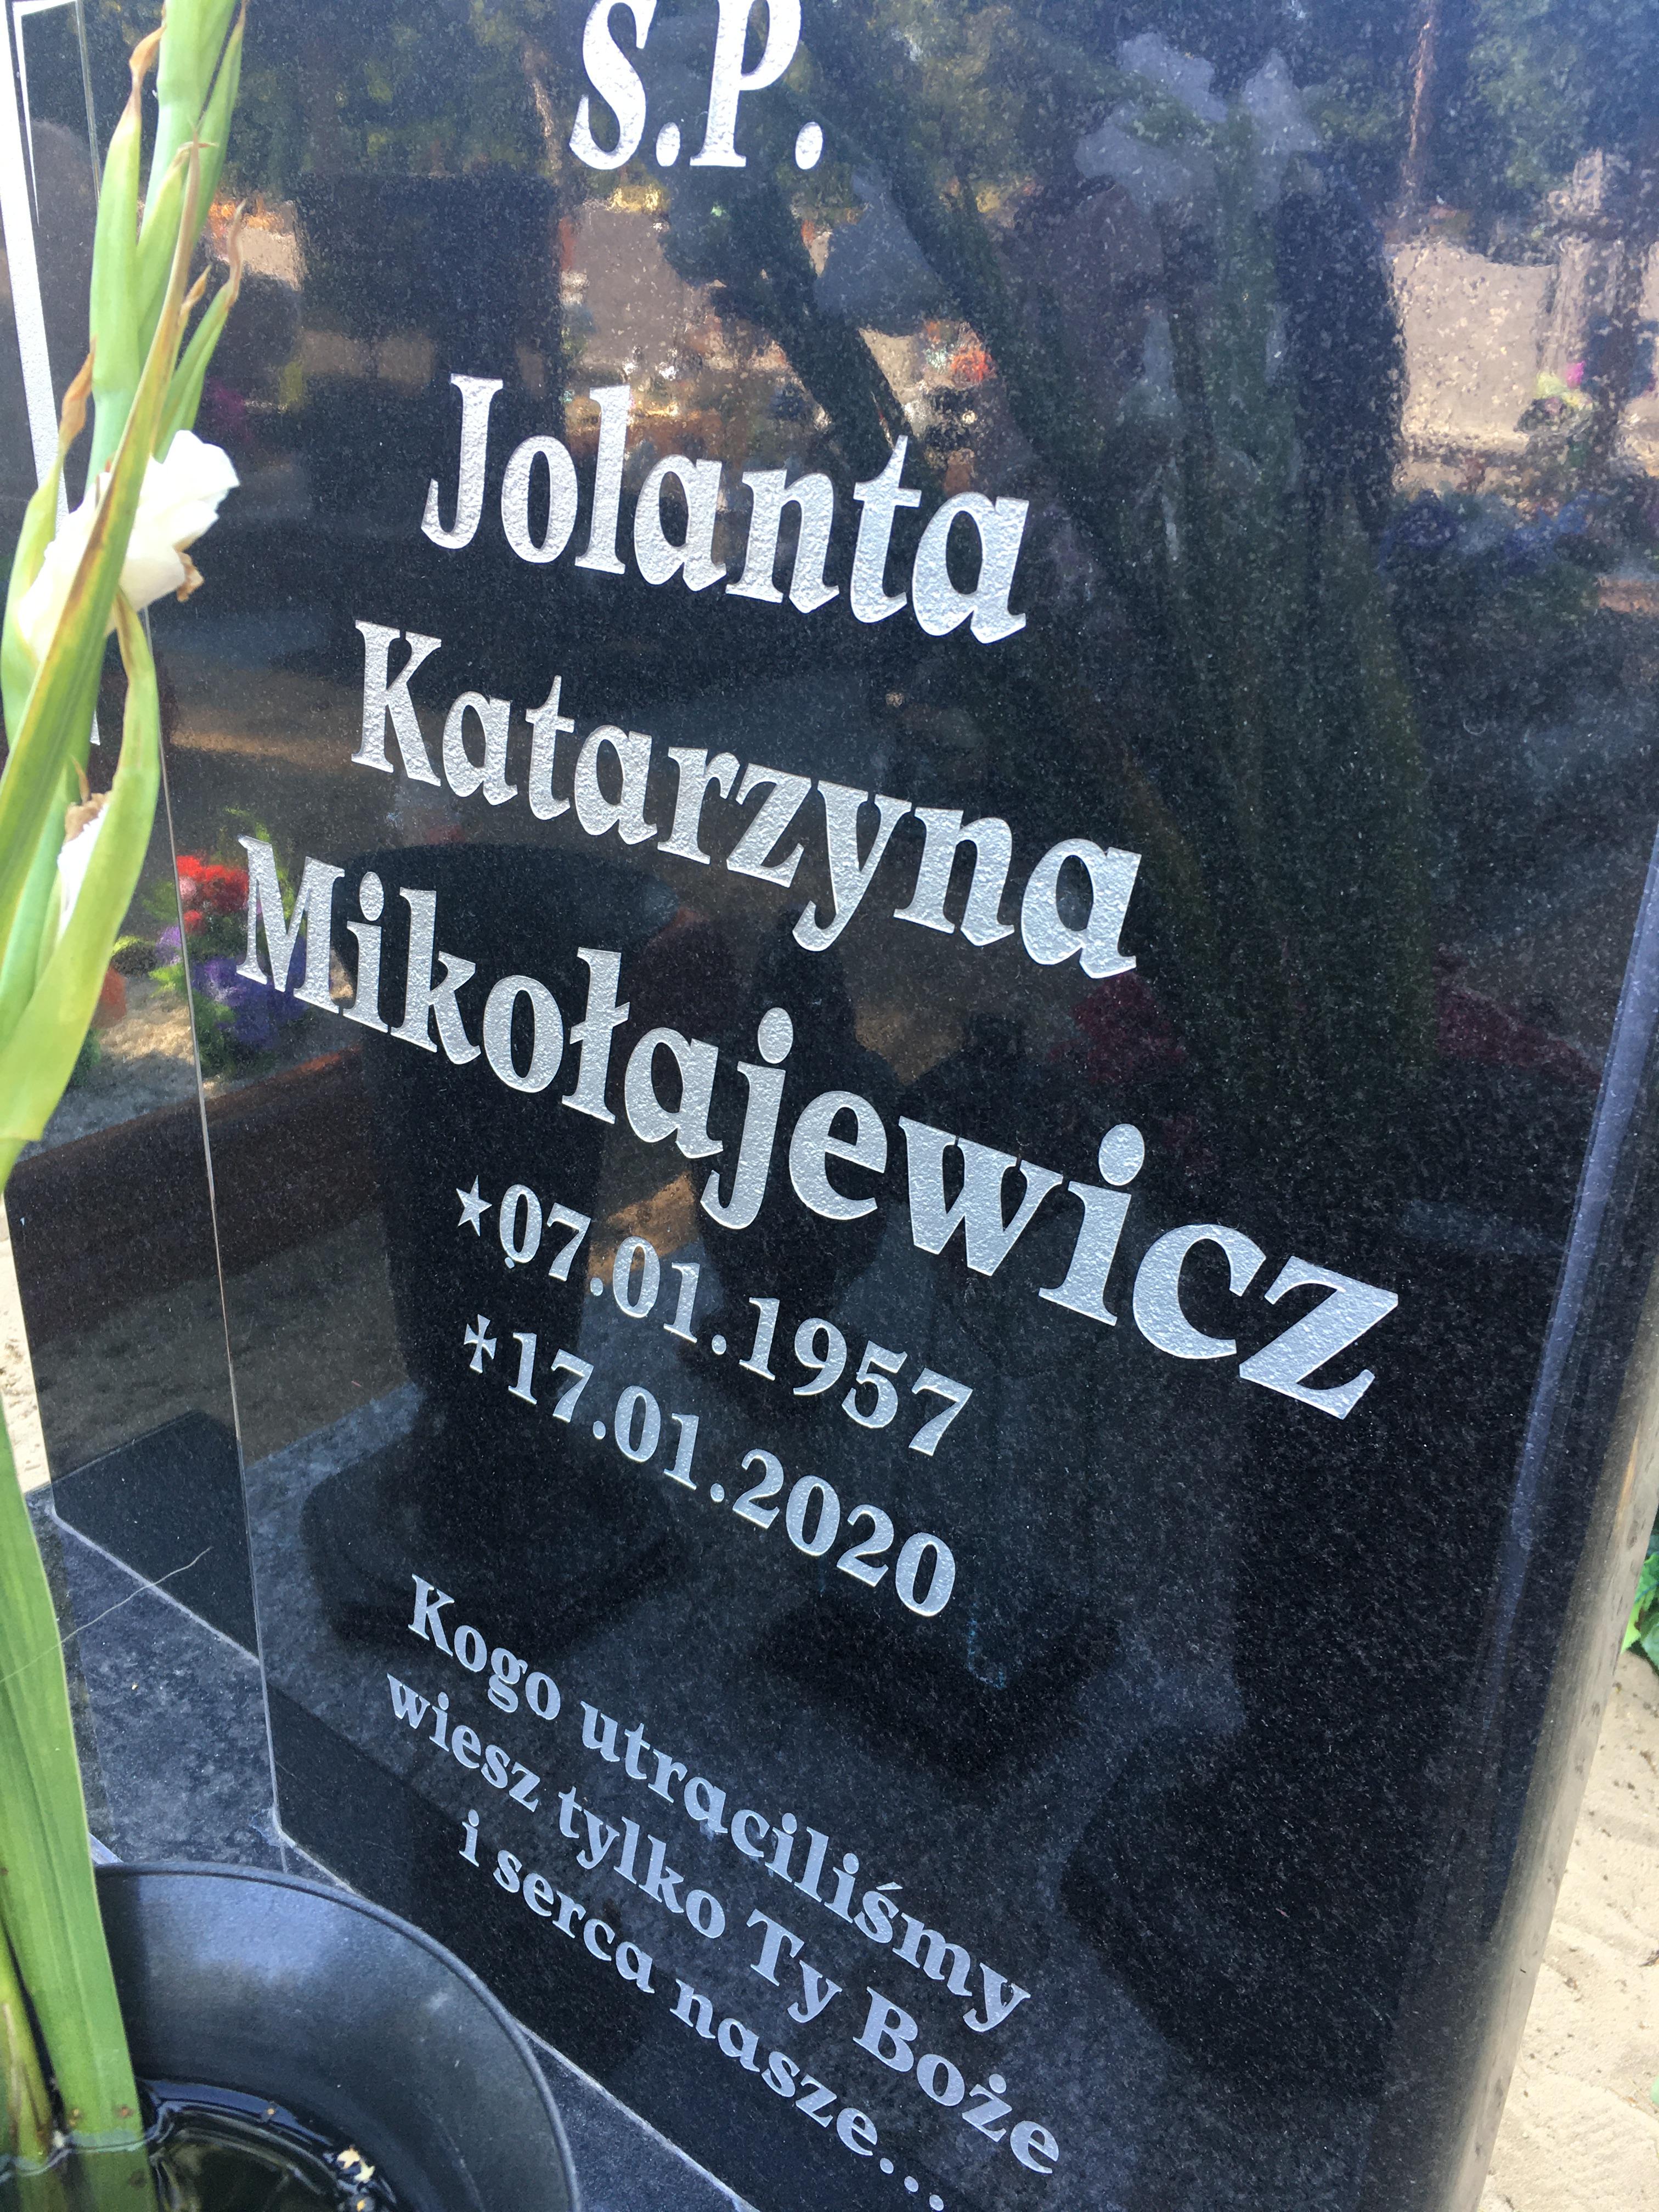 S.P.
Jolanta
Katarzyna
Mikołajewicz
★07.01.1957
✠17.01.2020
Kogo utraciliśmy
wiesz tylko Ty Boże
i serca nasze...